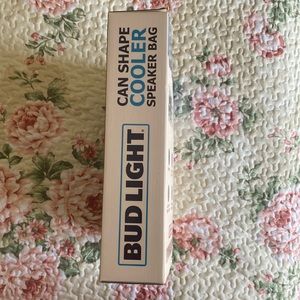 BUD LIGHT
CAN SHAPE
COOLER
SPEAKER BAG